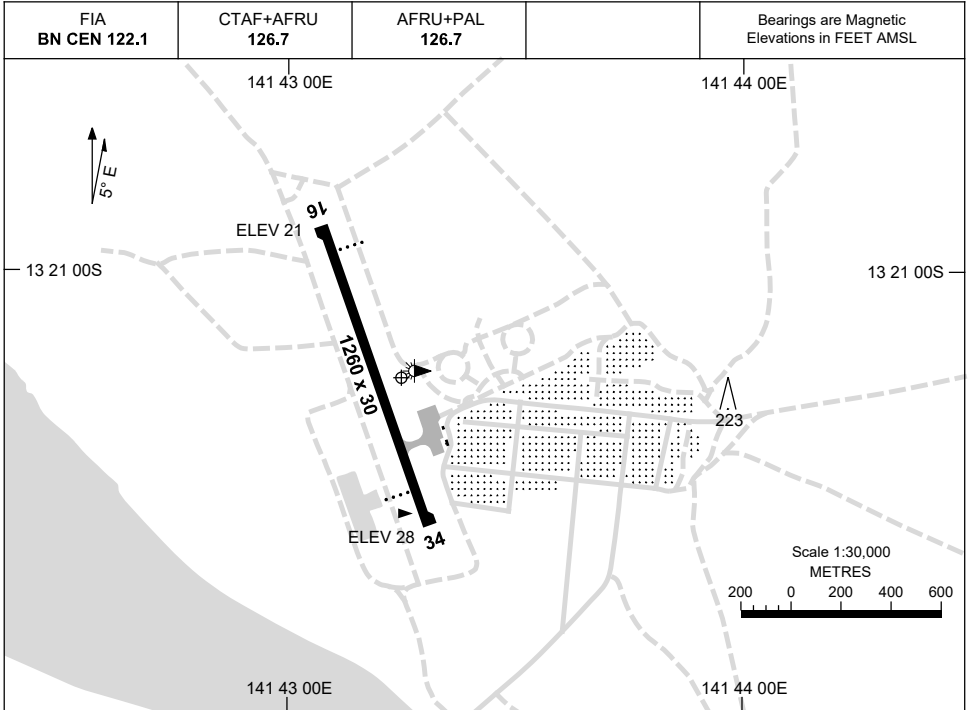 FIA
BN CEN 122.1
CTAF+AFRU
126.7
AFRU+PAL
126.7
Bearings are Magnetic
Elevations in FEET AMSL
141 43 00E
141 44 00E
5° E
16
ELEV 21
13 21 00S
13 21 00S
1260 x 30
223
ELEV 28
34
Scale 1:30,000
METRES
200 0 200 400 600
141 43 00E
141 44 00E